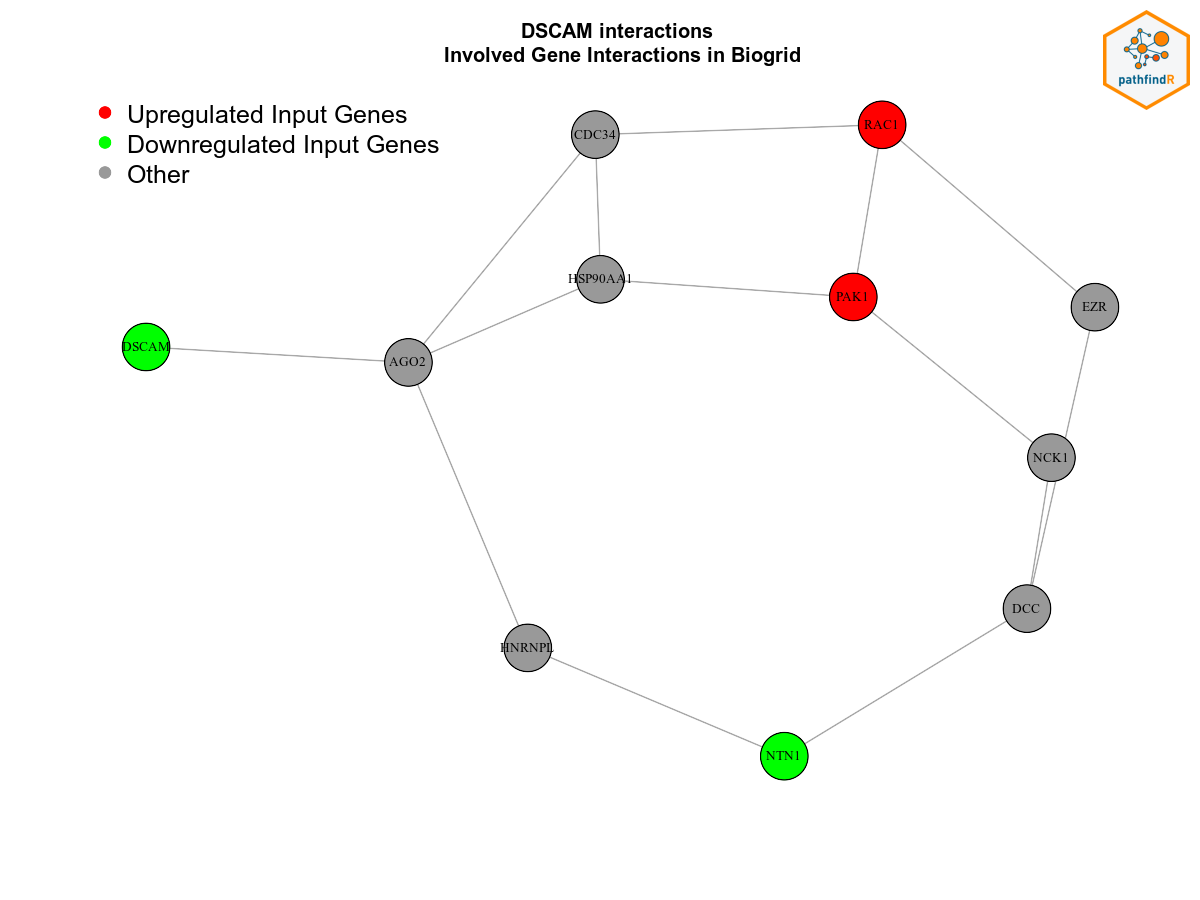 DSCAM interactions
Involved Gene Interactions in Biogrid
pathfindR
Upregulated Input Genes
Downregulated Input Genes
Other
CDC34
RAC1
HSP90AA1
PAK1
EZR
DSCAM
AGO2
NCK1
DCC
HNRNPL
NTN1